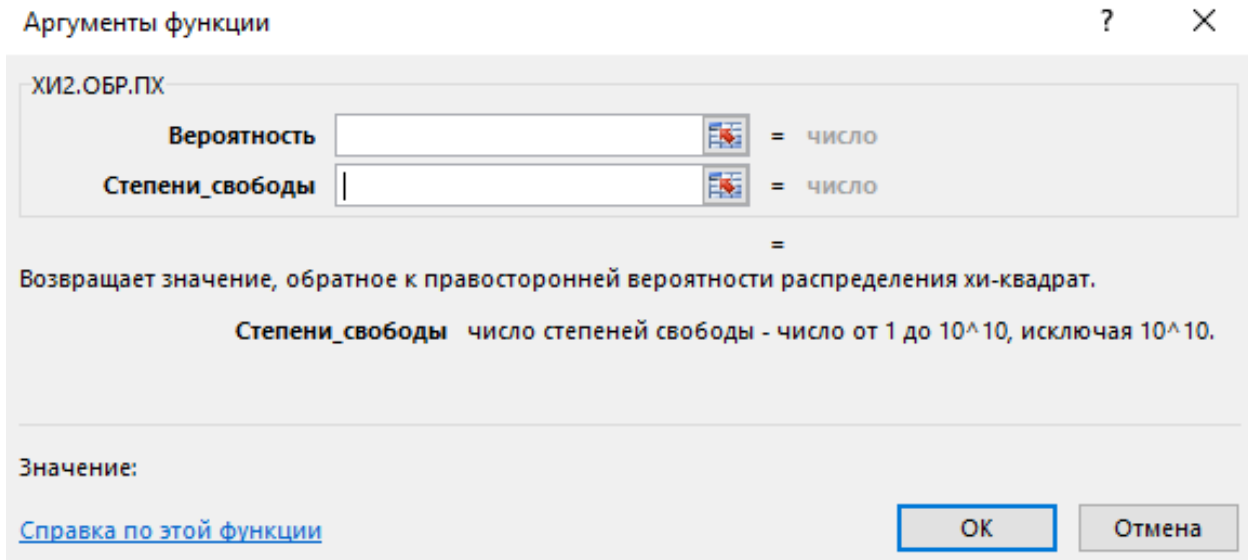 Аргументы функции ?
ХИ2.ОБР.ПХ
Вероятность = число
Степени_свободы = число
=
Возвращает значение, обратное к правосторонней вероятности распределения хи-квадрат.
Степени_свободы число степеней свободы - число от 1 до 10^10, исключая 10^10.
Значение:
Справка по этой функции ОК Отмена